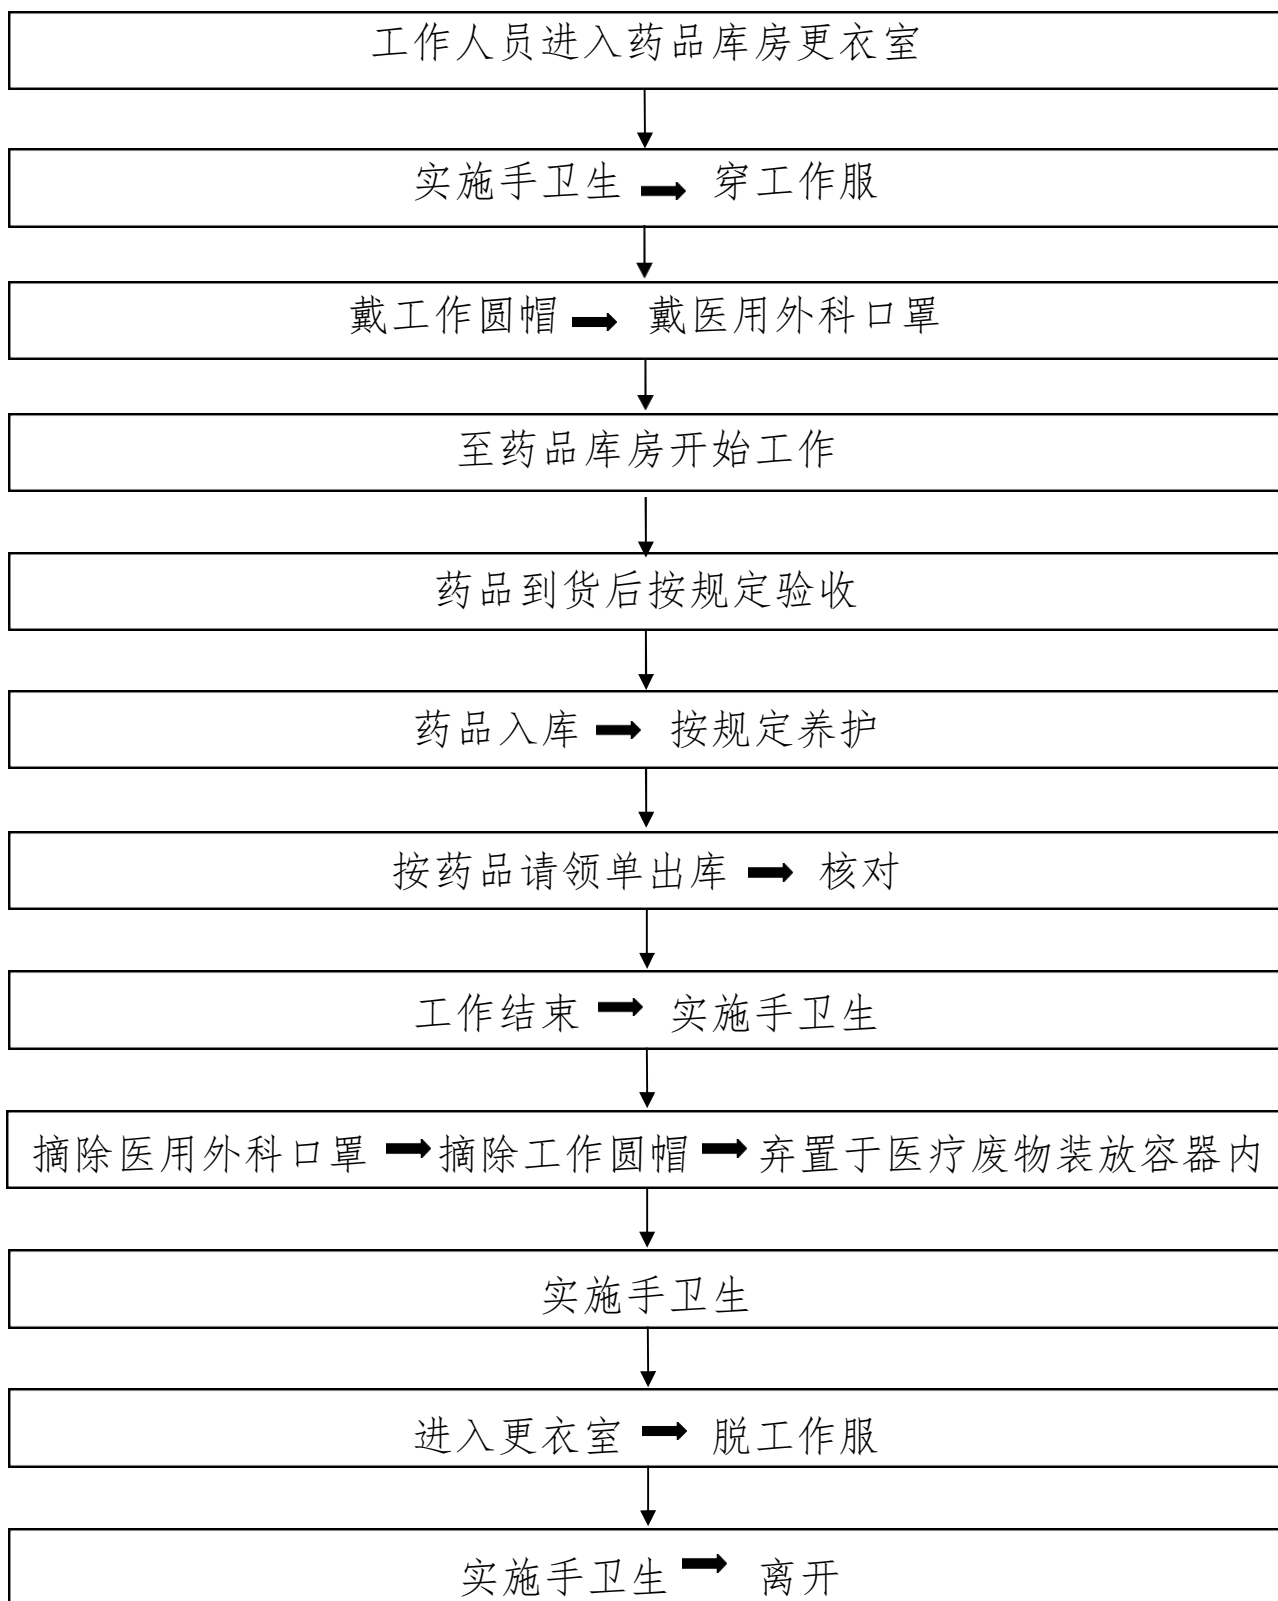 工作人员进入药品库房更衣室
实施手卫生 → 穿工作服
戴工作圆帽 → 戴医用外科口罩
至药品库房开始工作
药品到货后按规定验收
药品入库 → 按规定养护
按药品请领单出库 → 核对
工作结束 → 实施手卫生
摘除医用外科口罩 → 摘除工作圆帽 → 弃置于医疗废物装放容器内
实施手卫生
进入更衣室 → 脱工作服
实施手卫生 → 离开